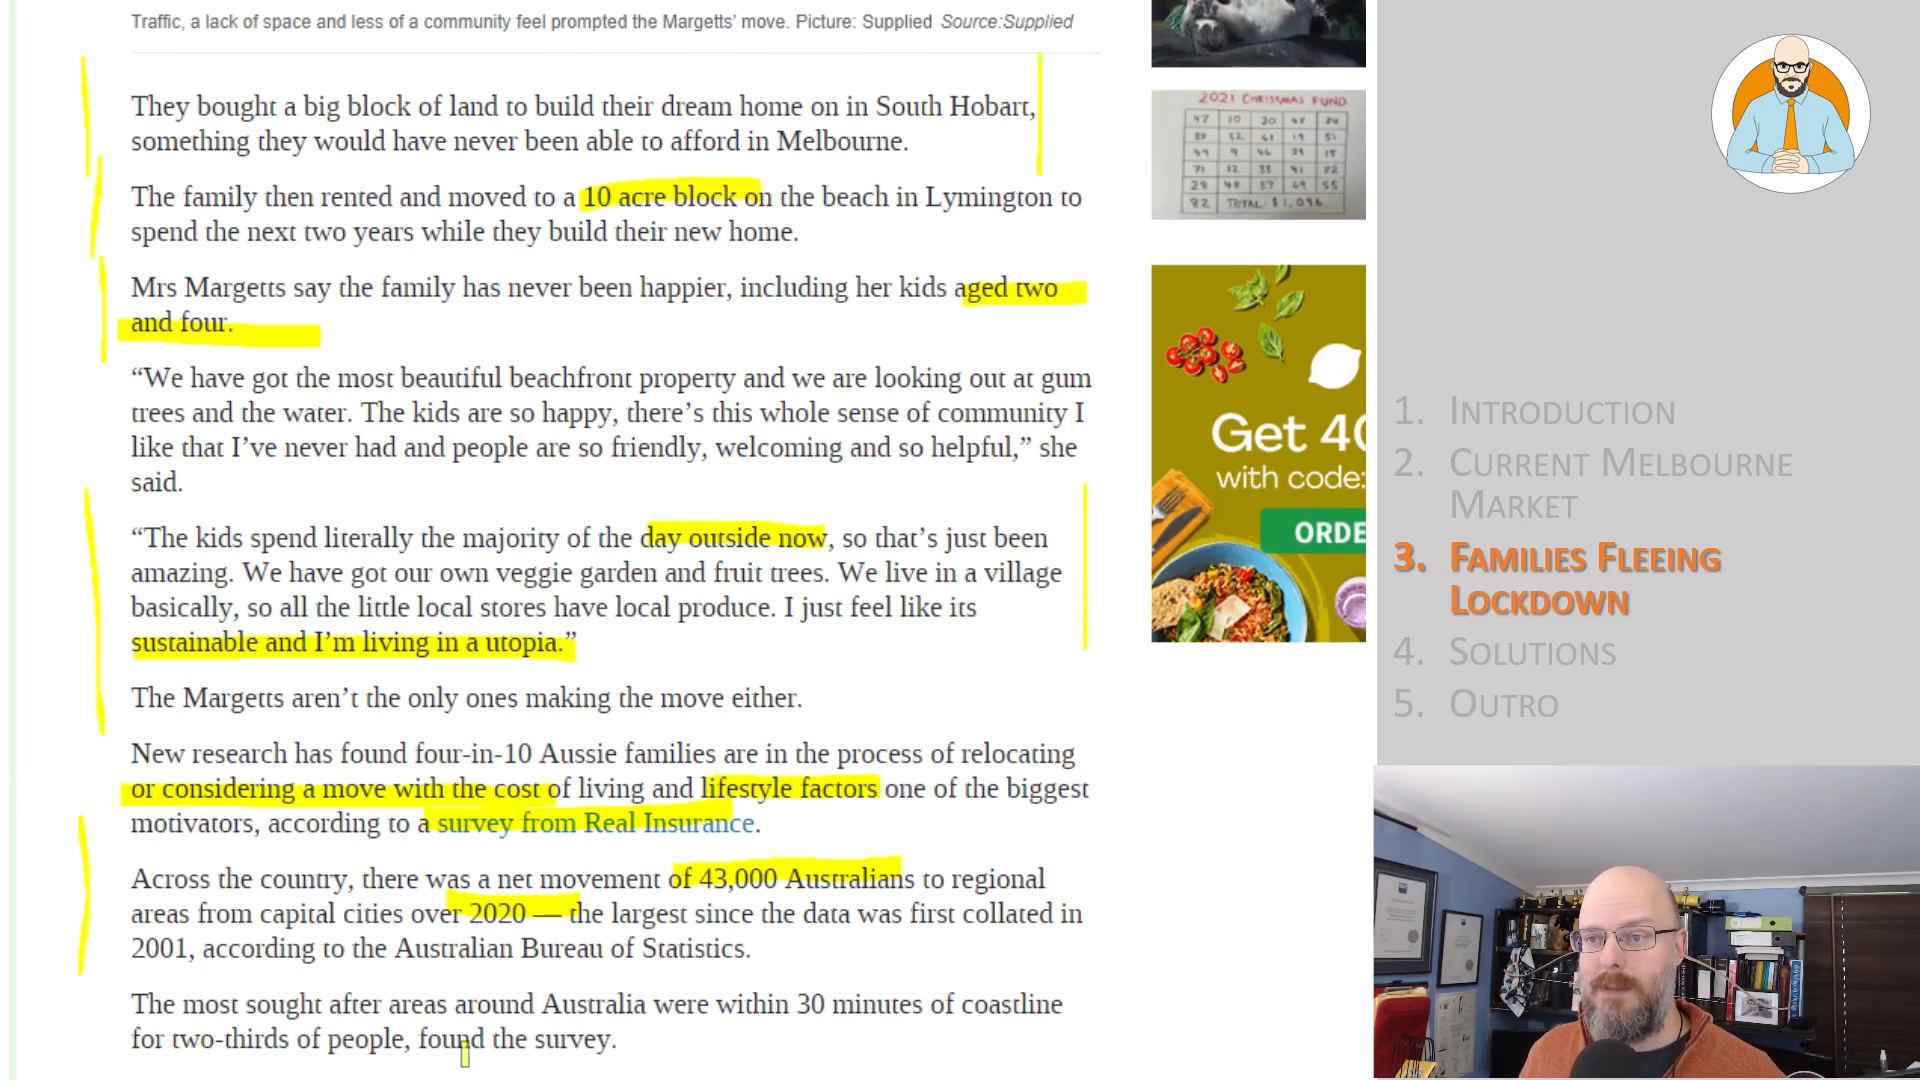 Traffic, a lack of space and less of a community feel prompted the Margetts’ move. Picture: Supplied Source:Supplied
They bought a big block of land to build their dream home on in South Hobart,
something they would have never been able to afford in Melbourne.
The family then rented and moved to a 10 acre block on the beach in Lymington to
spend the next two years while they build their new home.
Mrs Margetts say the family has never been happier, including her kids aged two
and four.
“We have got the most beautiful beachfront property and we are looking out at gum
trees and the water. The kids are so happy, there’s this whole sense of community I
like that I’ve never had and people are so friendly, welcoming and so helpful,” she
said.
“The kids spend literally the majority of the day outside now, so that’s just been
amazing. We have got our own veggie garden and fruit trees. We live in a village
basically, so all the little local stores have local produce. I just feel like its
sustainable and I’m living in a utopia.”
The Margetts aren’t the only ones making the move either.
New research has found four-in-10 Aussie families are in the process of relocating
or considering a move with the cost of living and lifestyle factors one of the biggest
motivators, according to a survey from Real Insurance.
Across the country, there was a net movement of 43,000 Australians to regional
areas from capital cities over 2020 — the largest since the data was first collated in
2001, according to the Australian Bureau of Statistics.
The most sought after areas around Australia were within 30 minutes of coastline
for two-thirds of people, found the survey.
2021 CHRISTMAS FUND
47 10 20 48 34
TOTAL: $1,096
Get 40
with code:
ORDE
1. INTRODUCTION
2. CURRENT MELBOURNE
MARKET
3. FAMILIES FLEEING
LOCKDOWN
4. SOLUTIONS
5. OUTRO